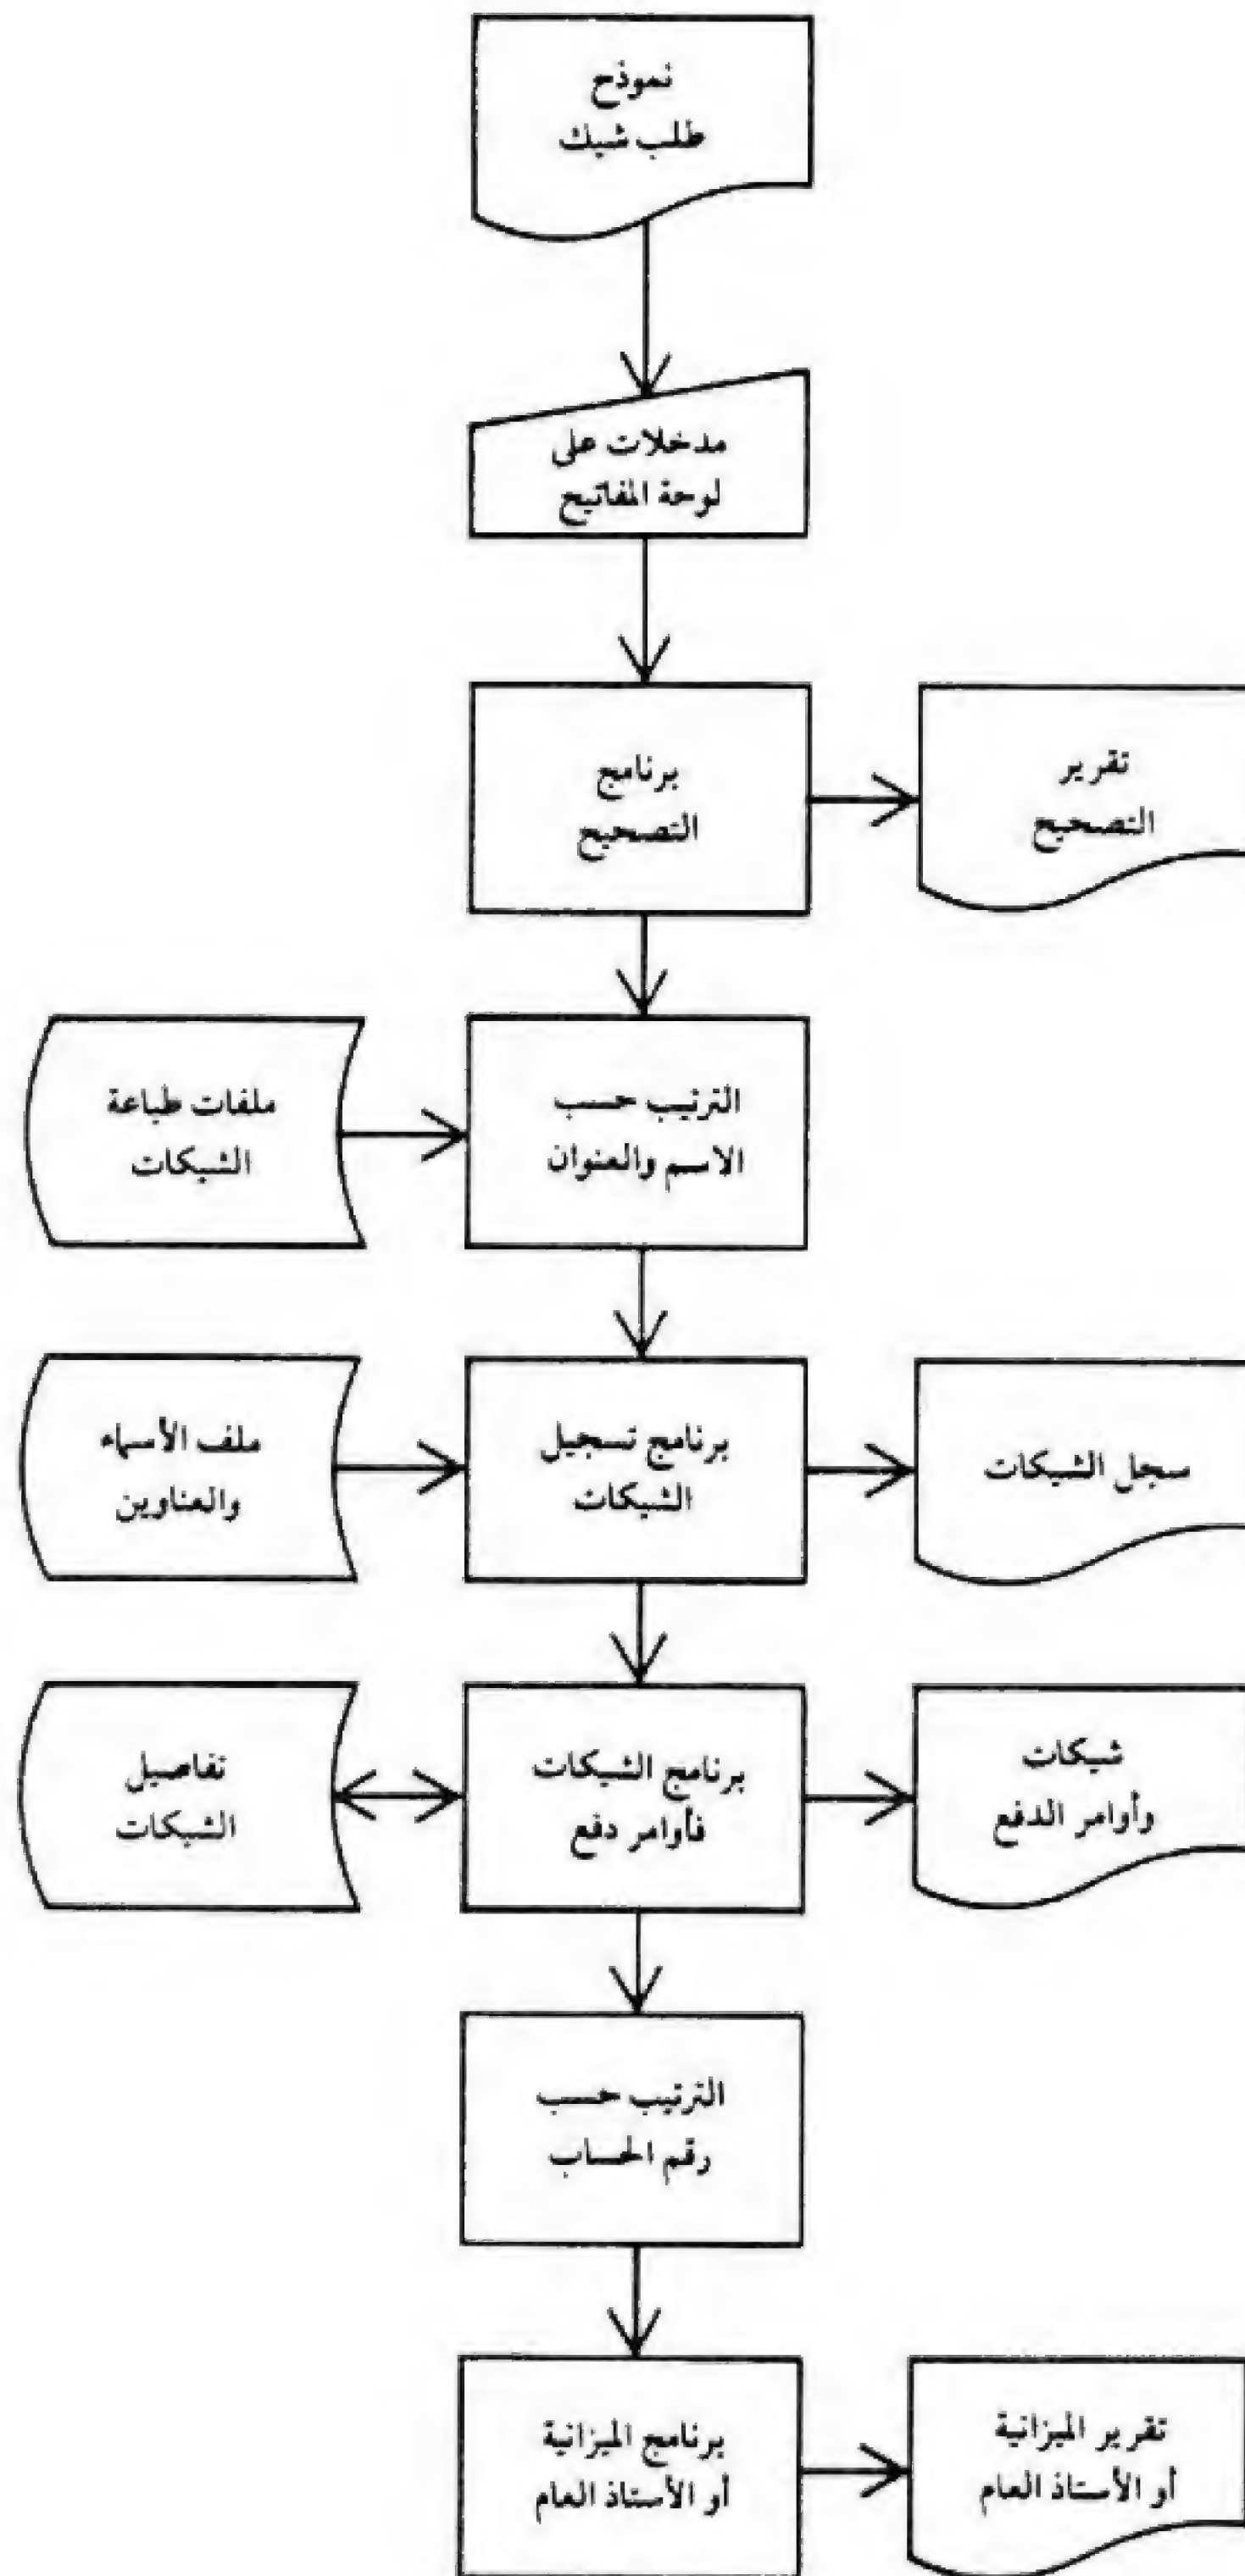 نموذح
طلب شيك
مدخلات على
لوحة المفاتيح
برنامج
التصحيح
تقرير
التصحيح
الترتيب حسب
الاسم والعنوان
ملفات طباعة
الشيكات
برنامج تسجيل
الشيكات
سجل الشيكات
ملف الأسماء
والعناوين
برنامج الشيكات
فأوامر دفع
شيكات
وأوامر الدفع
تفاصيل
الشيكات
الترتيب حسب
رقم الحساب
برنامج الميزانية
أو الأستاذ العام
تقرير الميزانية
أو الأستاذ العام